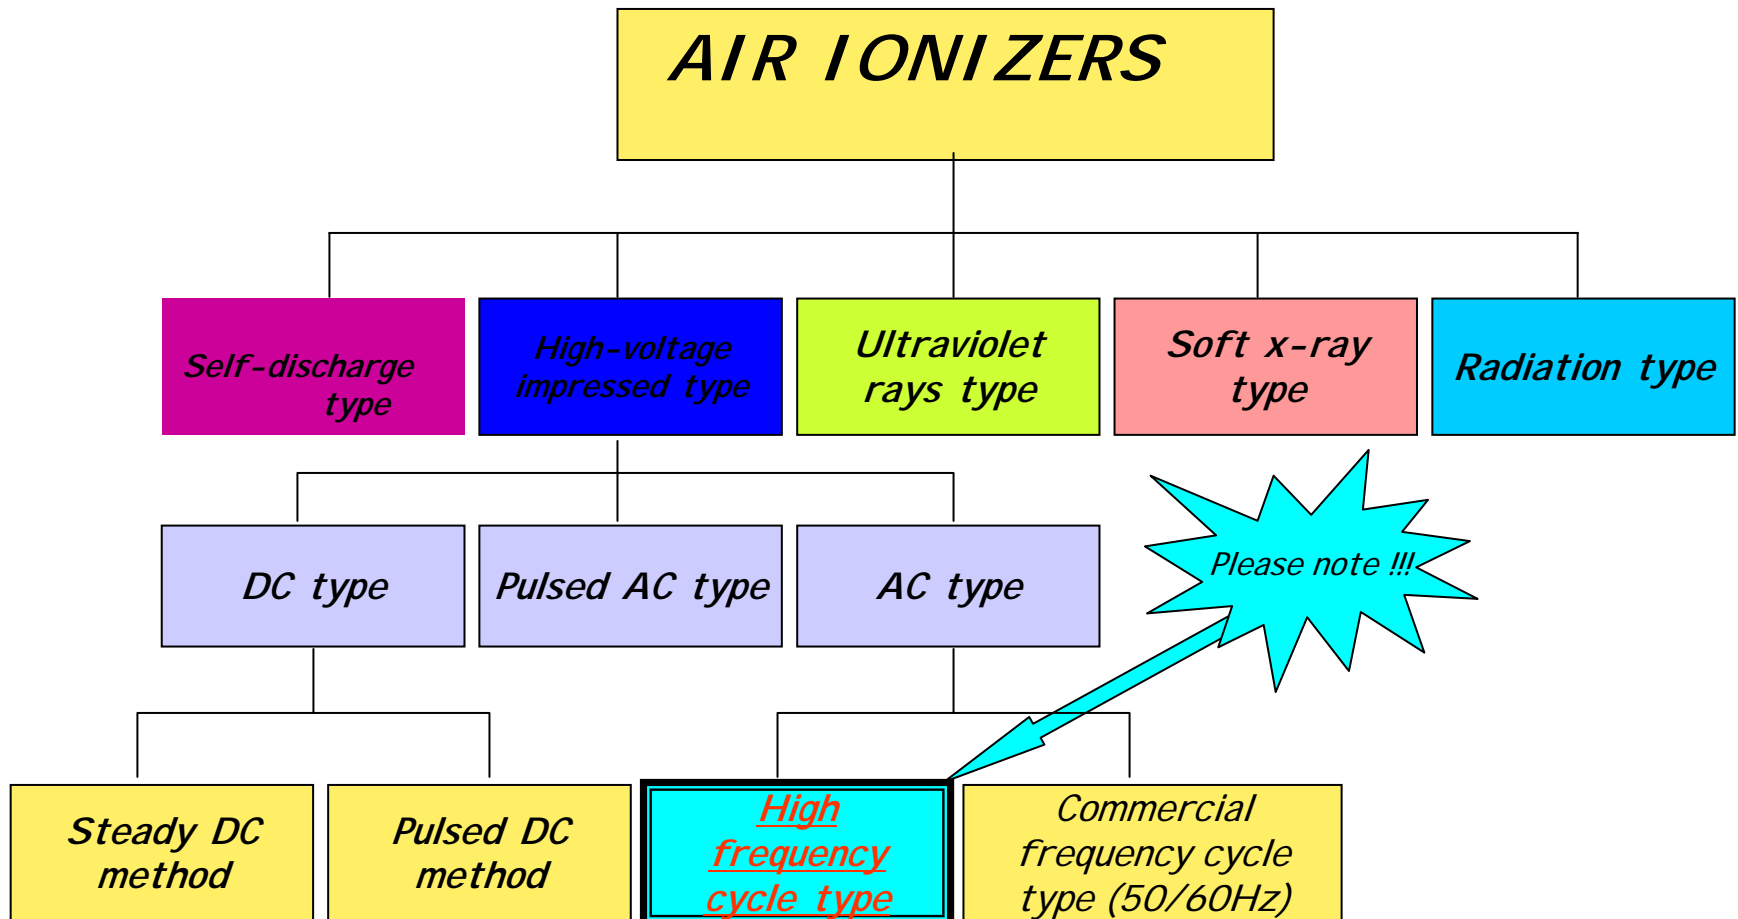 AIR IONIZERS
Self-discharge
type
High-voltage
impressed type
Ultraviolet
rays type
Soft x-ray
type
Radiation type
DC type
Pulsed AC type
AC type
Please note !!!
Steady DC
method
Pulsed DC
method
High
frequency
cycle type
Commercial
frequency cycle
type (50/60Hz)